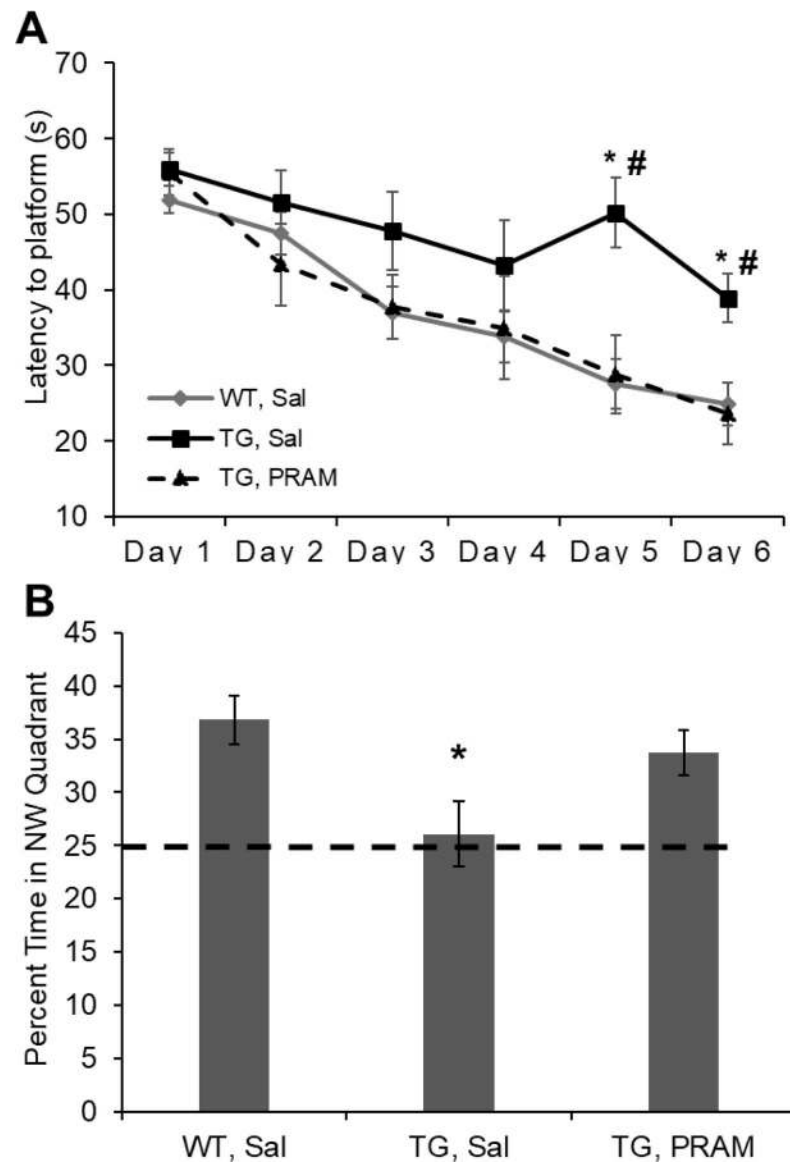 A
70
60
50
40
30
20
10
Latency to platform (s)
* #
* #
WT, Sal
TG, Sal
TG, PRAM
Day 1 Day 2 Day 3 Day 4 Day 5 Day 6
B
45
40
35
30
25
20
15
10
5
0
Percent Time in NW Quadrant
*
WT, Sal TG, Sal TG, PRAM